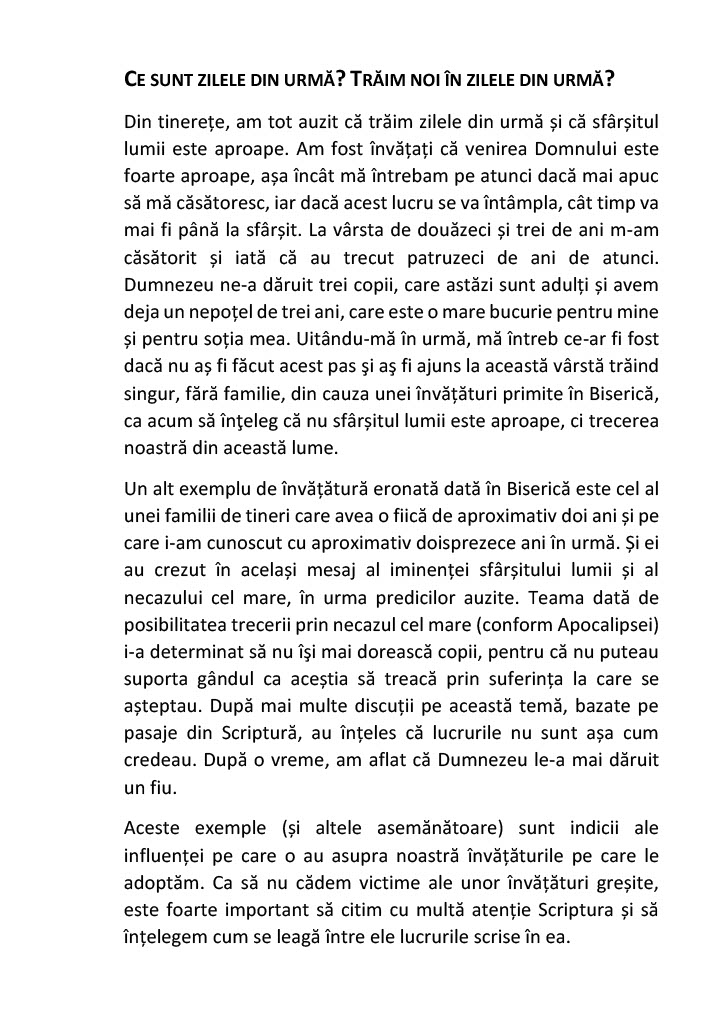 CE SUNT ZILELE DIN URMĂ? TRĂIM NOI ÎN ZILELE DIN URMĂ?
Din tinerețe, am tot auzit că trăim zilele din urmă și că sfârșitul
lumii este aproape. Am fost învățați că venirea Domnului este
foarte aproape, așa încât mă întrebam pe atunci dacă mai apuc
să mă căsătoresc, iar dacă acest lucru se va întâmpla, cât timp va
mai fi până la sfârșit. La vârsta de douăzeci și trei de ani m-am
căsătorit și iată că au trecut patruzeci de ani de atunci.
Dumnezeu ne-a dăruit trei copii, care astăzi sunt adulți și avem
deja un nepoțel de trei ani, care este o mare bucurie pentru mine
și pentru soția mea. Uitându-mă în urmă, mă întreb ce-ar fi fost
dacă nu aș fi făcut acest pas şi aş fi ajuns la această vârstă trăind
singur, fără familie, din cauza unei învățături primite în Biserică,
ca acum să înţeleg că nu sfârșitul lumii este aproape, ci trecerea
noastră din această lume.
Un alt exemplu de învățătură eronată dată în Biserică este cel al
unei familii de tineri care avea o fiică de aproximativ doi ani și pe
care i-am cunoscut cu aproximativ doisprezece ani în urmă. Și ei
au crezut în același mesaj al iminenței sfârșitului lumii și al
necazului cel mare, în urma predicilor auzite. Teama dată de
posibilitatea trecerii prin necazul cel mare (conform Apocalipsei)
i-a determinat să nu îşi mai dorească copii, pentru că nu puteau
suporta gândul ca aceștia să treacă prin suferința la care se
așteptau. După mai multe discuții pe această temă, bazate pe
pasaje din Scriptură, au înțeles că lucrurile nu sunt așa cum
credeau. După o vreme, am aflat că Dumnezeu le-a mai dăruit
un fiu.
Aceste exemple (și altele asemănătoare) sunt indicii ale
influenței pe care o au asupra noastră învățăturile pe care le
adoptăm. Ca să nu cădem victime ale unor învățături greșite,
este foarte important să citim cu multă atenție Scriptura și să
înțelegem cum se leagă între ele lucrurile scrise în ea.